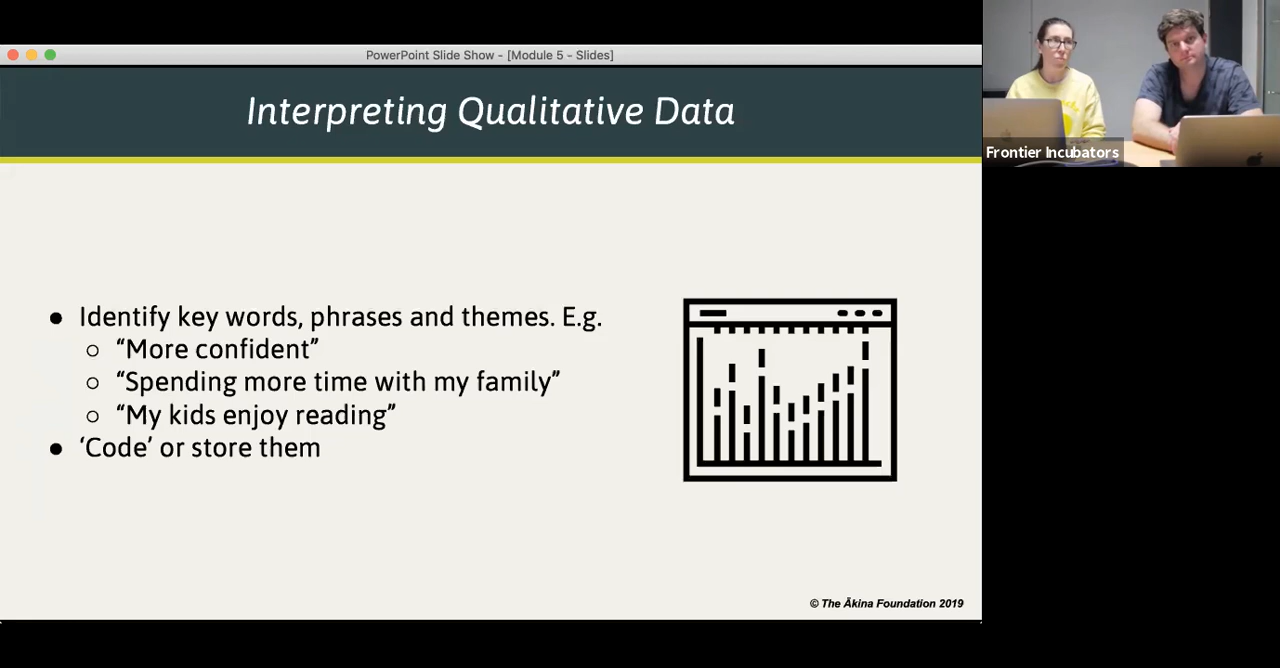 PowerPoint Slide Show - [Module 5 - Slides]
Interpreting Qualitative Data
Frontier Incubators
● Identify key words, phrases and themes. E.g.
○ “More confident”
○ “Spending more time with my family”
○ “My kids enjoy reading”
● ‘Code’ or store them
© The Ākina Foundation 2019